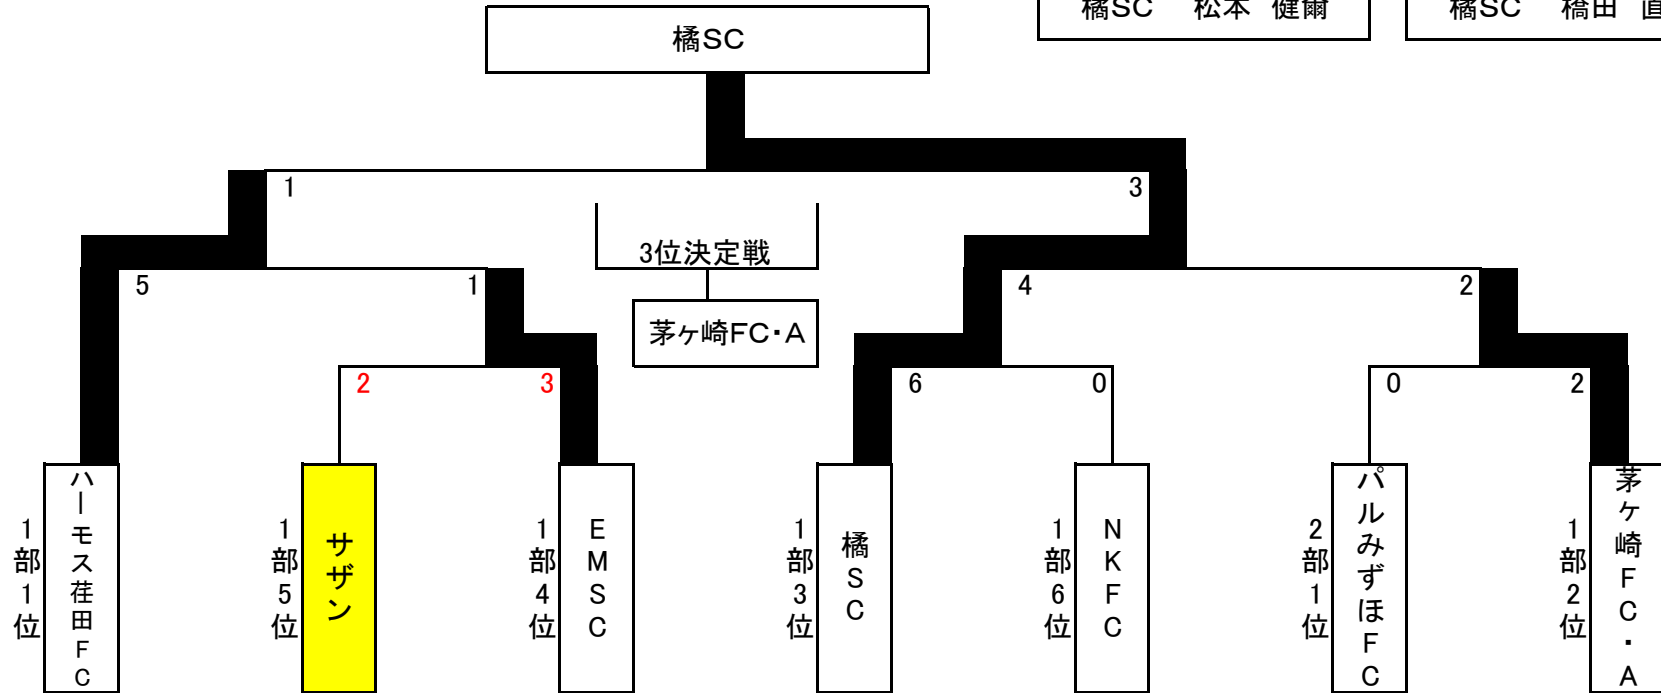 橘SC 松本 健爾
橘SC 橋田 直
橘SC
1
3
3位決定戦
5
1
4
2
茅ヶ崎FC・A
2
3
6
0
0
2
1部1位
ハーモス荏田FC
1部5位
サザン
1部4位
EMSC
1部3位
橘SC
1部6位
NKFC
2部1位
パルみずほFC
1部2位
茅ヶ崎FC・A